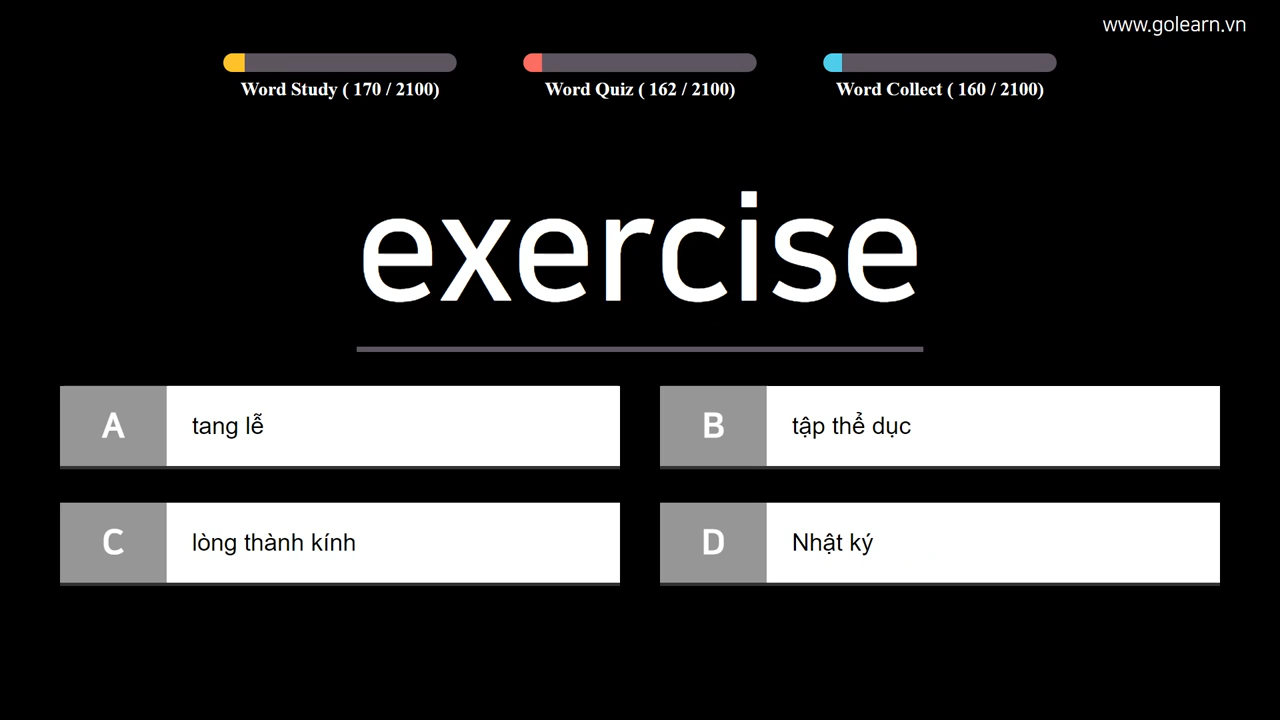 www.golearn.vn
Word Study ( 170 / 2100)
Word Quiz ( 162 / 2100)
Word Collect ( 160 / 2100)
exercise
A tang lễ
B tập thể dục
C lòng thành kính
D Nhật ký